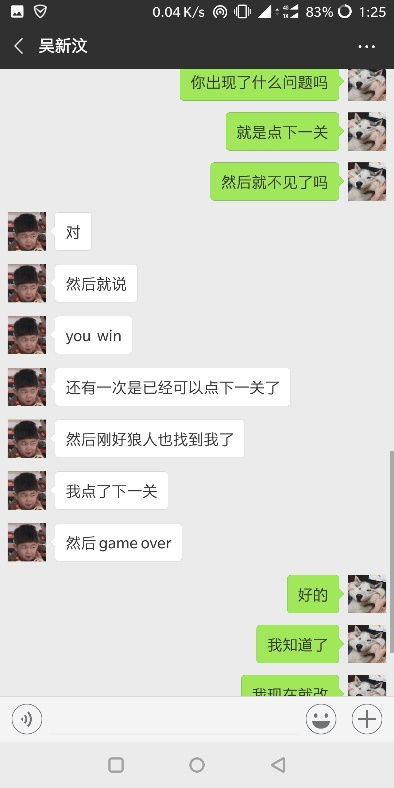 0.04 K/s 83% 1:25
吴新汶
你出现了什么问题吗
就是点下一关
然后就不见了吗
对
然后就说
you win
还有一次是已经可以点下一关了
然后刚好狼人也找到我了
我点了下一关
然后 game over
好的
我知道了
我现在就改